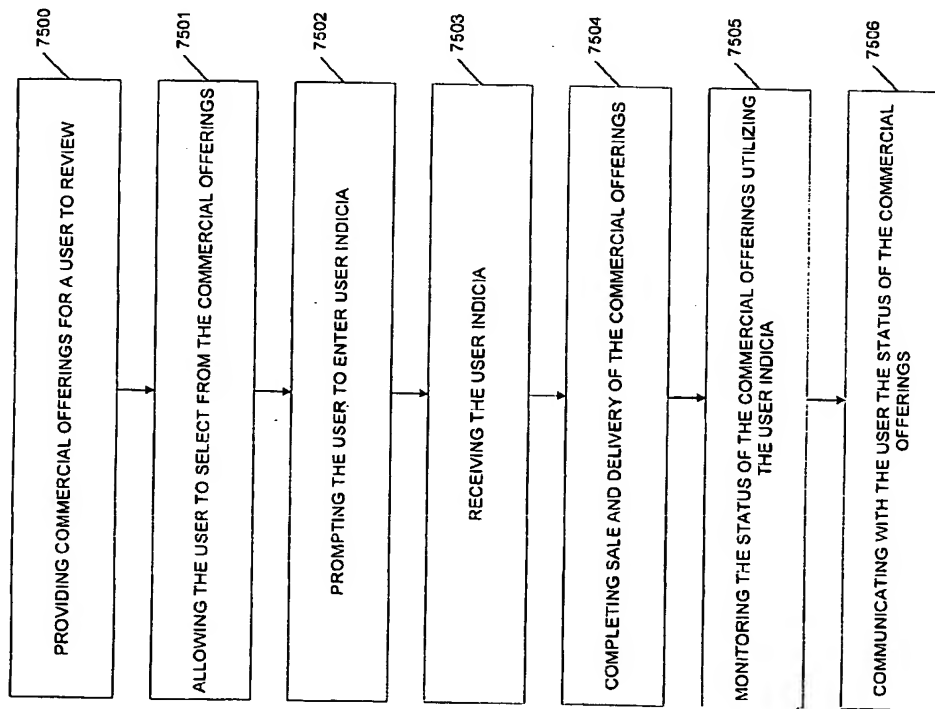 7500
PROVIDING COMMERCIAL OFFERINGS FOR A USER TO REVIEW
7501
ALLOWING THE USER TO SELECT FROM THE COMMERCIAL OFFERINGS
7502
PROMPTING THE USER TO ENTER USER INDICIA
7503
RECEIVING THE USER INDICIA
7504
COMPLETING SALE AND DELIVERY OF THE COMMERCIAL OFFERINGS
7505
MONITORING THE STATUS OF THE COMMERCIAL OFFERINGS UTILIZING
THE USER INDICIA
7506
COMMUNICATING WITH THE USER THE STATUS OF THE COMMERCIAL
OFFERINGS